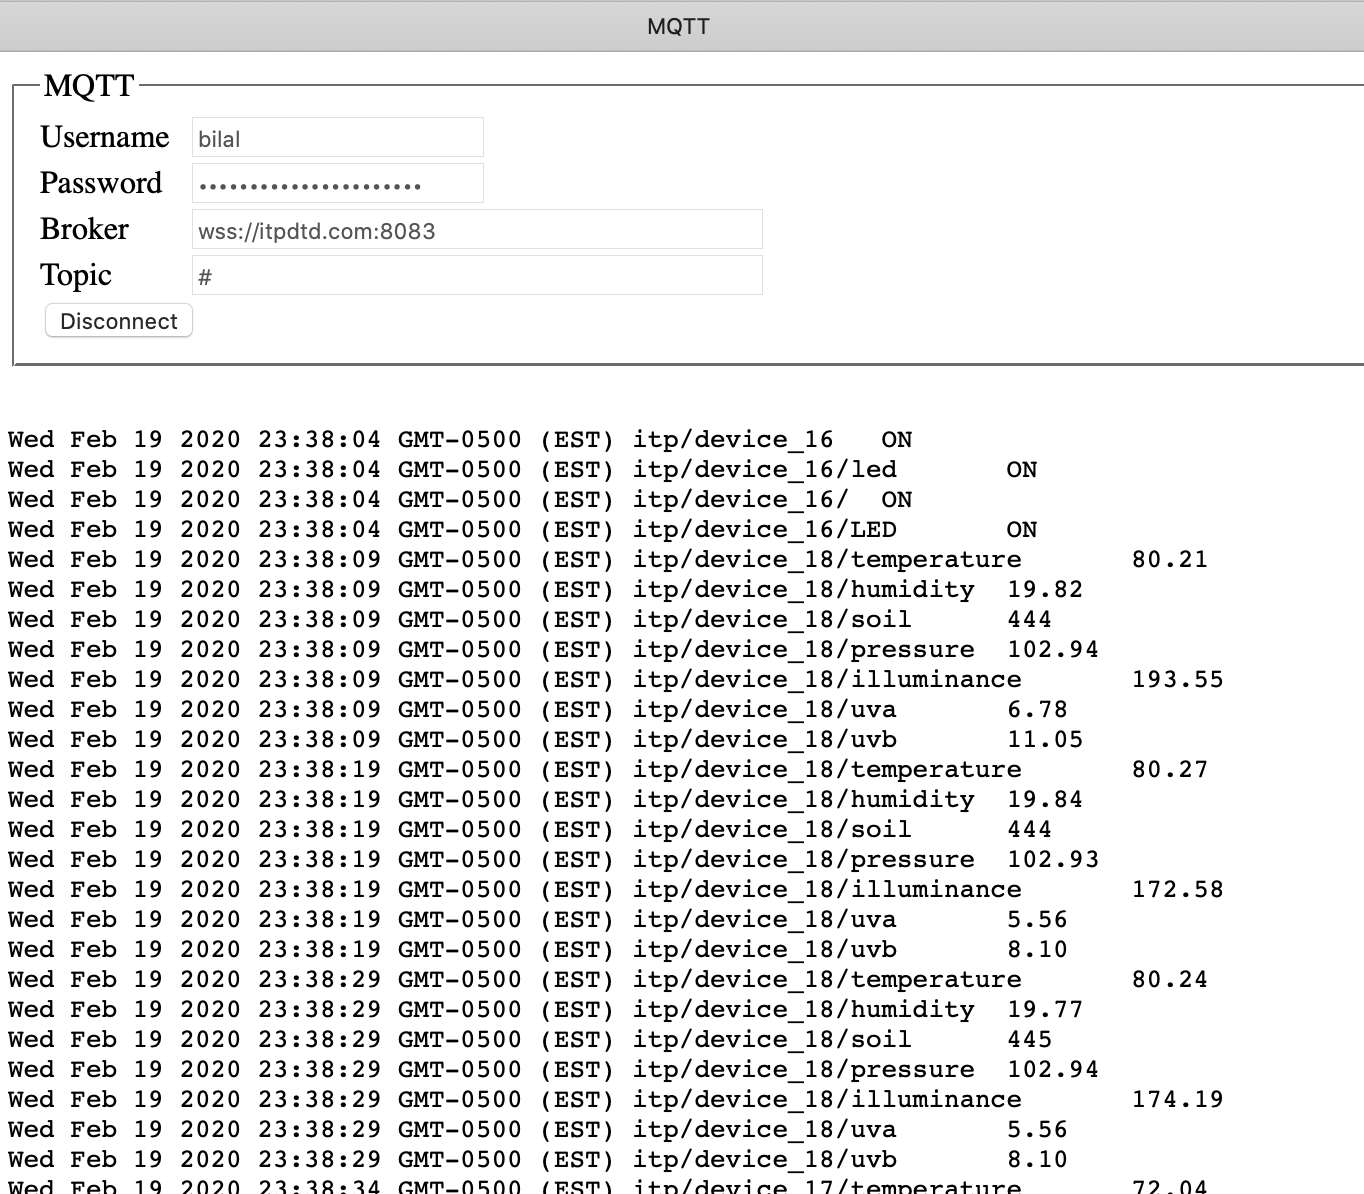 MQTT
MQTT
Username bilal
Password ••••••••••••••••••••••
Broker wss://itpdtd.com:8083
Topic #
Disconnect
Wed Feb 19 2020 23:38:04 GMT-0500 (EST) itp/device_16 ON
Wed Feb 19 2020 23:38:04 GMT-0500 (EST) itp/device_16/led ON
Wed Feb 19 2020 23:38:04 GMT-0500 (EST) itp/device_16/ ON
Wed Feb 19 2020 23:38:04 GMT-0500 (EST) itp/device_16/LED ON
Wed Feb 19 2020 23:38:09 GMT-0500 (EST) itp/device_18/temperature 80.21
Wed Feb 19 2020 23:38:09 GMT-0500 (EST) itp/device_18/humidity 19.82
Wed Feb 19 2020 23:38:09 GMT-0500 (EST) itp/device_18/soil 444
Wed Feb 19 2020 23:38:09 GMT-0500 (EST) itp/device_18/pressure 102.94
Wed Feb 19 2020 23:38:09 GMT-0500 (EST) itp/device_18/illuminance 193.55
Wed Feb 19 2020 23:38:09 GMT-0500 (EST) itp/device_18/uva 6.78
Wed Feb 19 2020 23:38:09 GMT-0500 (EST) itp/device_18/uvb 11.05
Wed Feb 19 2020 23:38:19 GMT-0500 (EST) itp/device_18/temperature 80.27
Wed Feb 19 2020 23:38:19 GMT-0500 (EST) itp/device_18/humidity 19.84
Wed Feb 19 2020 23:38:19 GMT-0500 (EST) itp/device_18/soil 444
Wed Feb 19 2020 23:38:19 GMT-0500 (EST) itp/device_18/pressure 102.93
Wed Feb 19 2020 23:38:19 GMT-0500 (EST) itp/device_18/illuminance 172.58
Wed Feb 19 2020 23:38:19 GMT-0500 (EST) itp/device_18/uva 5.56
Wed Feb 19 2020 23:38:19 GMT-0500 (EST) itp/device_18/uvb 8.10
Wed Feb 19 2020 23:38:29 GMT-0500 (EST) itp/device_18/temperature 80.24
Wed Feb 19 2020 23:38:29 GMT-0500 (EST) itp/device_18/humidity 19.77
Wed Feb 19 2020 23:38:29 GMT-0500 (EST) itp/device_18/soil 445
Wed Feb 19 2020 23:38:29 GMT-0500 (EST) itp/device_18/pressure 102.94
Wed Feb 19 2020 23:38:29 GMT-0500 (EST) itp/device_18/illuminance 174.19
Wed Feb 19 2020 23:38:29 GMT-0500 (EST) itp/device_18/uva 5.56
Wed Feb 19 2020 23:38:29 GMT-0500 (EST) itp/device_18/uvb 8.10
Wed Feb 19 2020 23:38:34 GMT-0500 (EST) itp/device_17/temperature 72.04